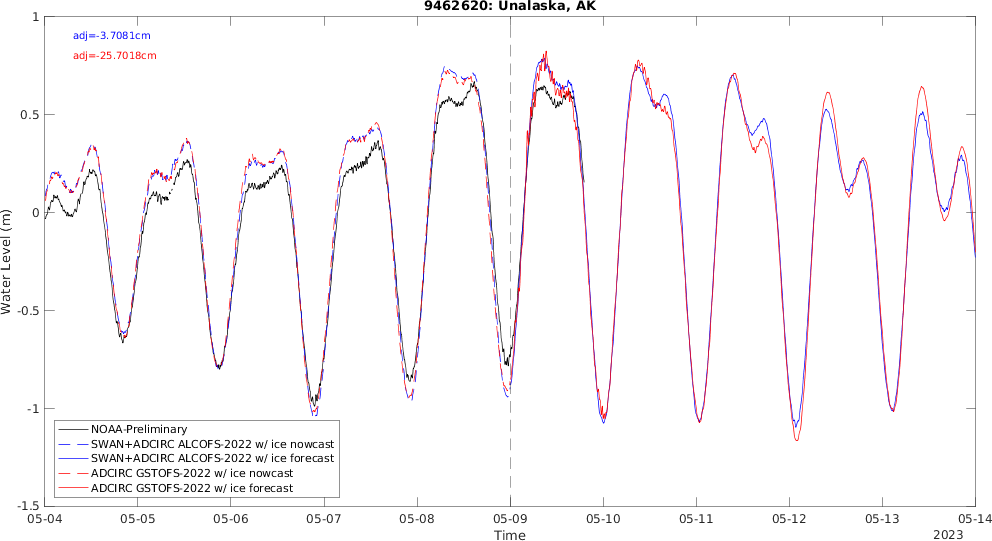 9462620: Unalaska, AK
adj=-3.7081cm
adj=-25.7018cm
1
0.5
0
-0.5
-1
-1.5
Water Level (m)
NOAA-Preliminary
SWAN+ADCIRC ALCOFS-2022 w/ ice nowcast
SWAN+ADCIRC ALCOFS-2022 w/ ice forecast
ADCIRC GSTOFS-2022 w/ ice nowcast
ADCIRC GSTOFS-2022 w/ ice forecast
05-04 05-05 05-06 05-07 05-08 05-09 05-10 05-11 05-12 05-13 05-14
Time
2023